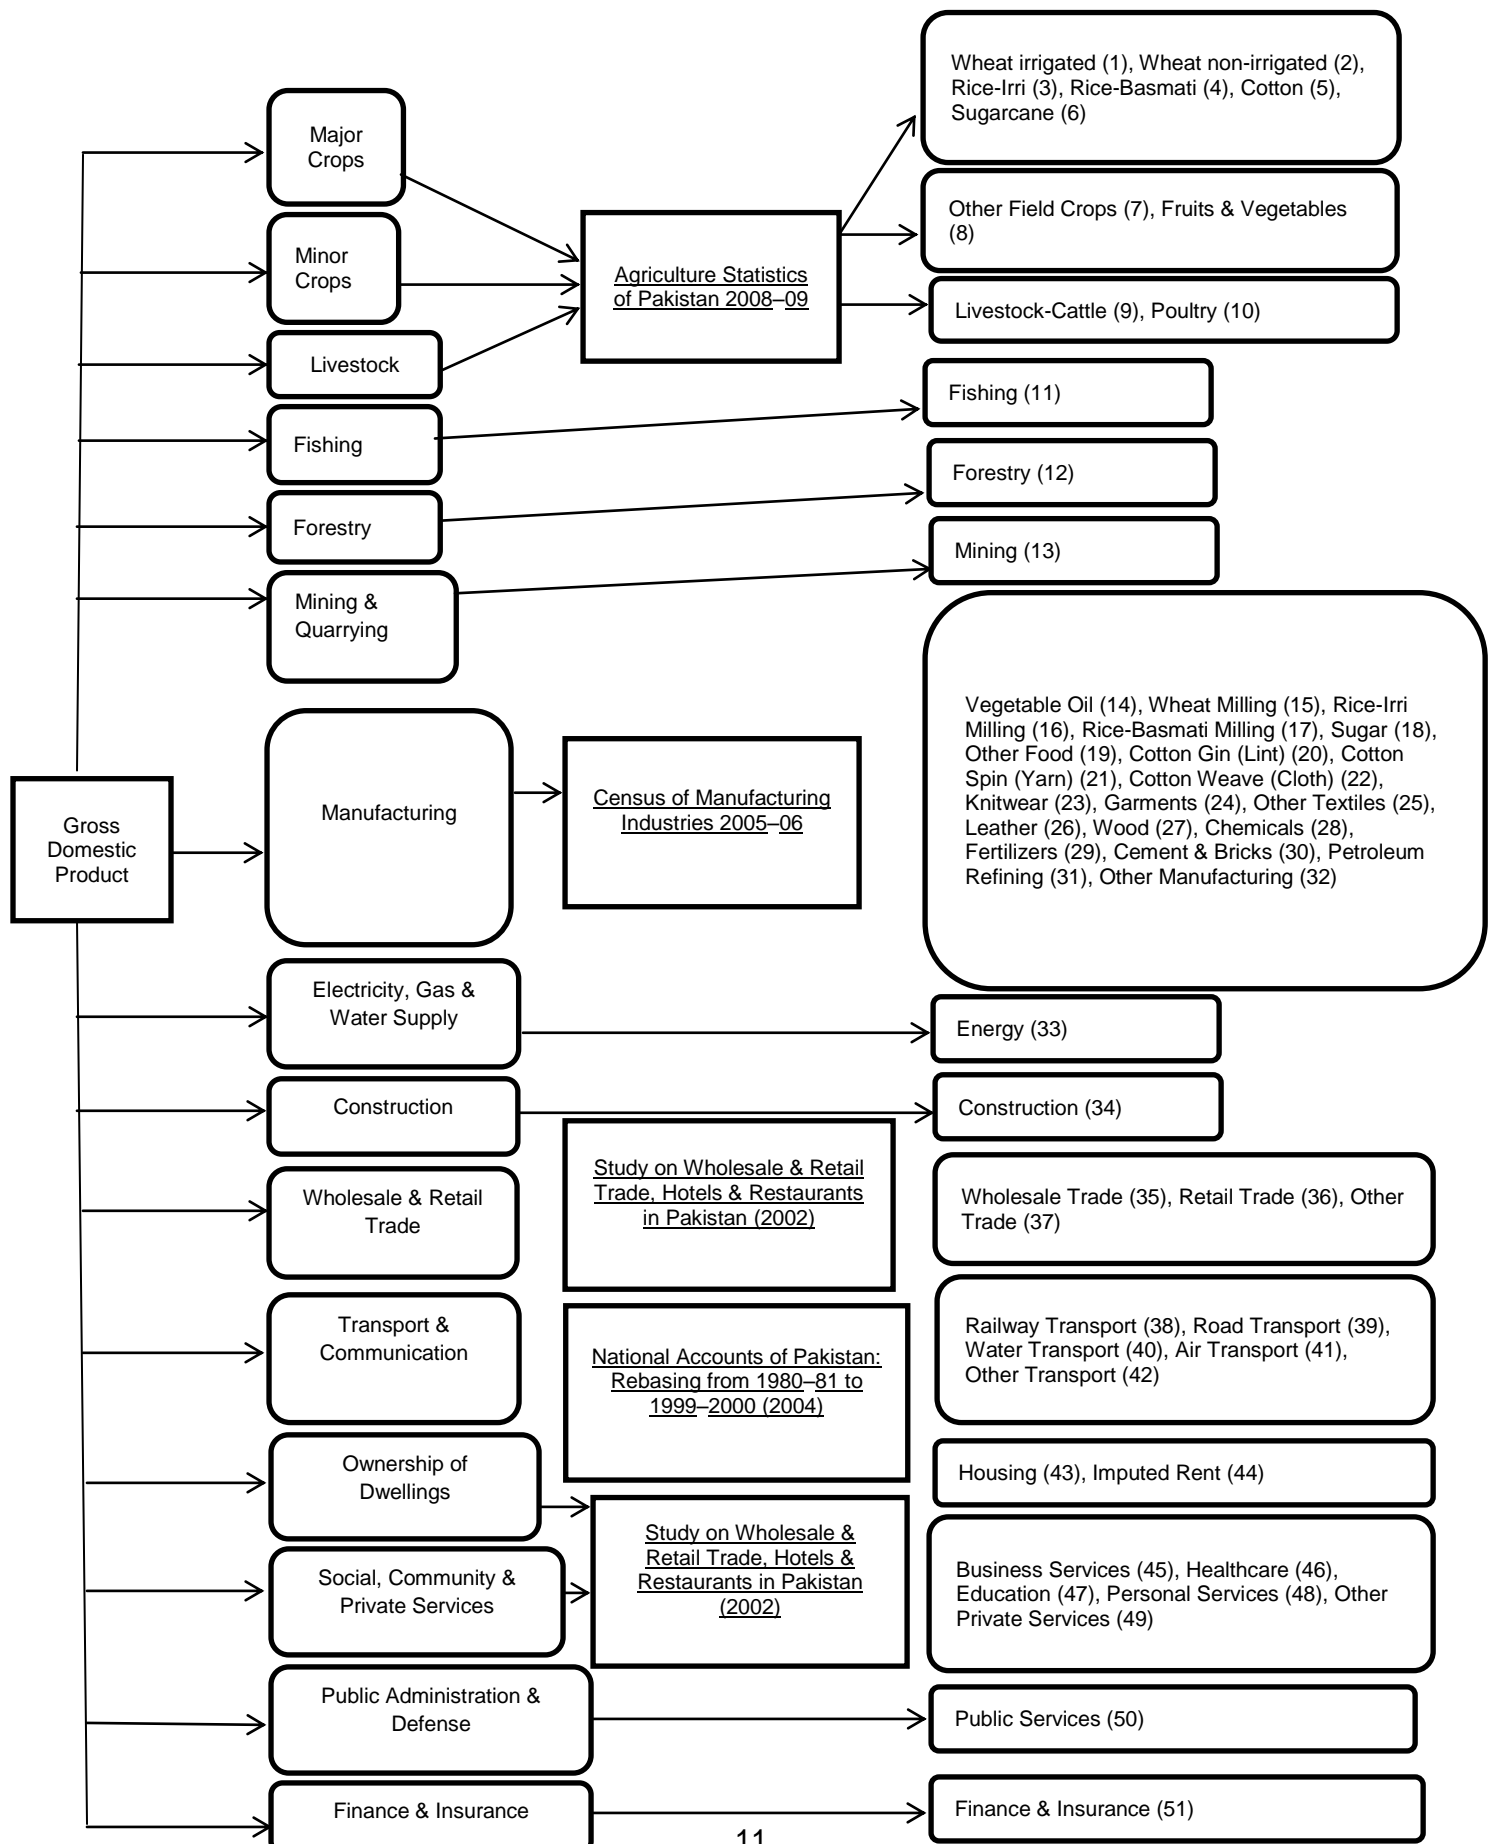 Wheat irrigated (1), Wheat non-irrigated (2),
Rice-Irri (3), Rice-Basmati (4), Cotton (5),
Sugarcane (6)
Major
Crops
Other Field Crops (7), Fruits & Vegetables
(8)
Minor
Crops
Agriculture Statistics
of Pakistan 2008–09
Livestock-Cattle (9), Poultry (10)
Livestock
Fishing (11)
Fishing
Forestry (12)
Forestry
Mining (13)
Mining &
Quarrying
Vegetable Oil (14), Wheat Milling (15), Rice-Irri
Milling (16), Rice-Basmati Milling (17), Sugar (18),
Other Food (19), Cotton Gin (Lint) (20), Cotton
Spin (Yarn) (21), Cotton Weave (Cloth) (22),
Knitwear (23), Garments (24), Other Textiles (25),
Leather (26), Wood (27), Chemicals (28),
Fertilizers (29), Cement & Bricks (30), Petroleum
Refining (31), Other Manufacturing (32)
Manufacturing
Census of Manufacturing
Industries 2005–06
Gross
Domestic
Product
Electricity, Gas &
Water Supply
Energy (33)
Construction
Construction (34)
Study on Wholesale & Retail
Trade, Hotels & Restaurants
in Pakistan (2002)
Wholesale & Retail
Trade
Wholesale Trade (35), Retail Trade (36), Other
Trade (37)
Transport &
Communication
National Accounts of Pakistan:
Rebasing from 1980–81 to
1999–2000 (2004)
Railway Transport (38), Road Transport (39),
Water Transport (40), Air Transport (41),
Other Transport (42)
Ownership of
Dwellings
Housing (43), Imputed Rent (44)
Study on Wholesale &
Retail Trade, Hotels &
Restaurants in Pakistan
(2002)
Social, Community &
Private Services
Business Services (45), Healthcare (46),
Education (47), Personal Services (48), Other
Private Services (49)
Public Administration &
Defense
Public Services (50)
Finance & Insurance
Finance & Insurance (51)
11